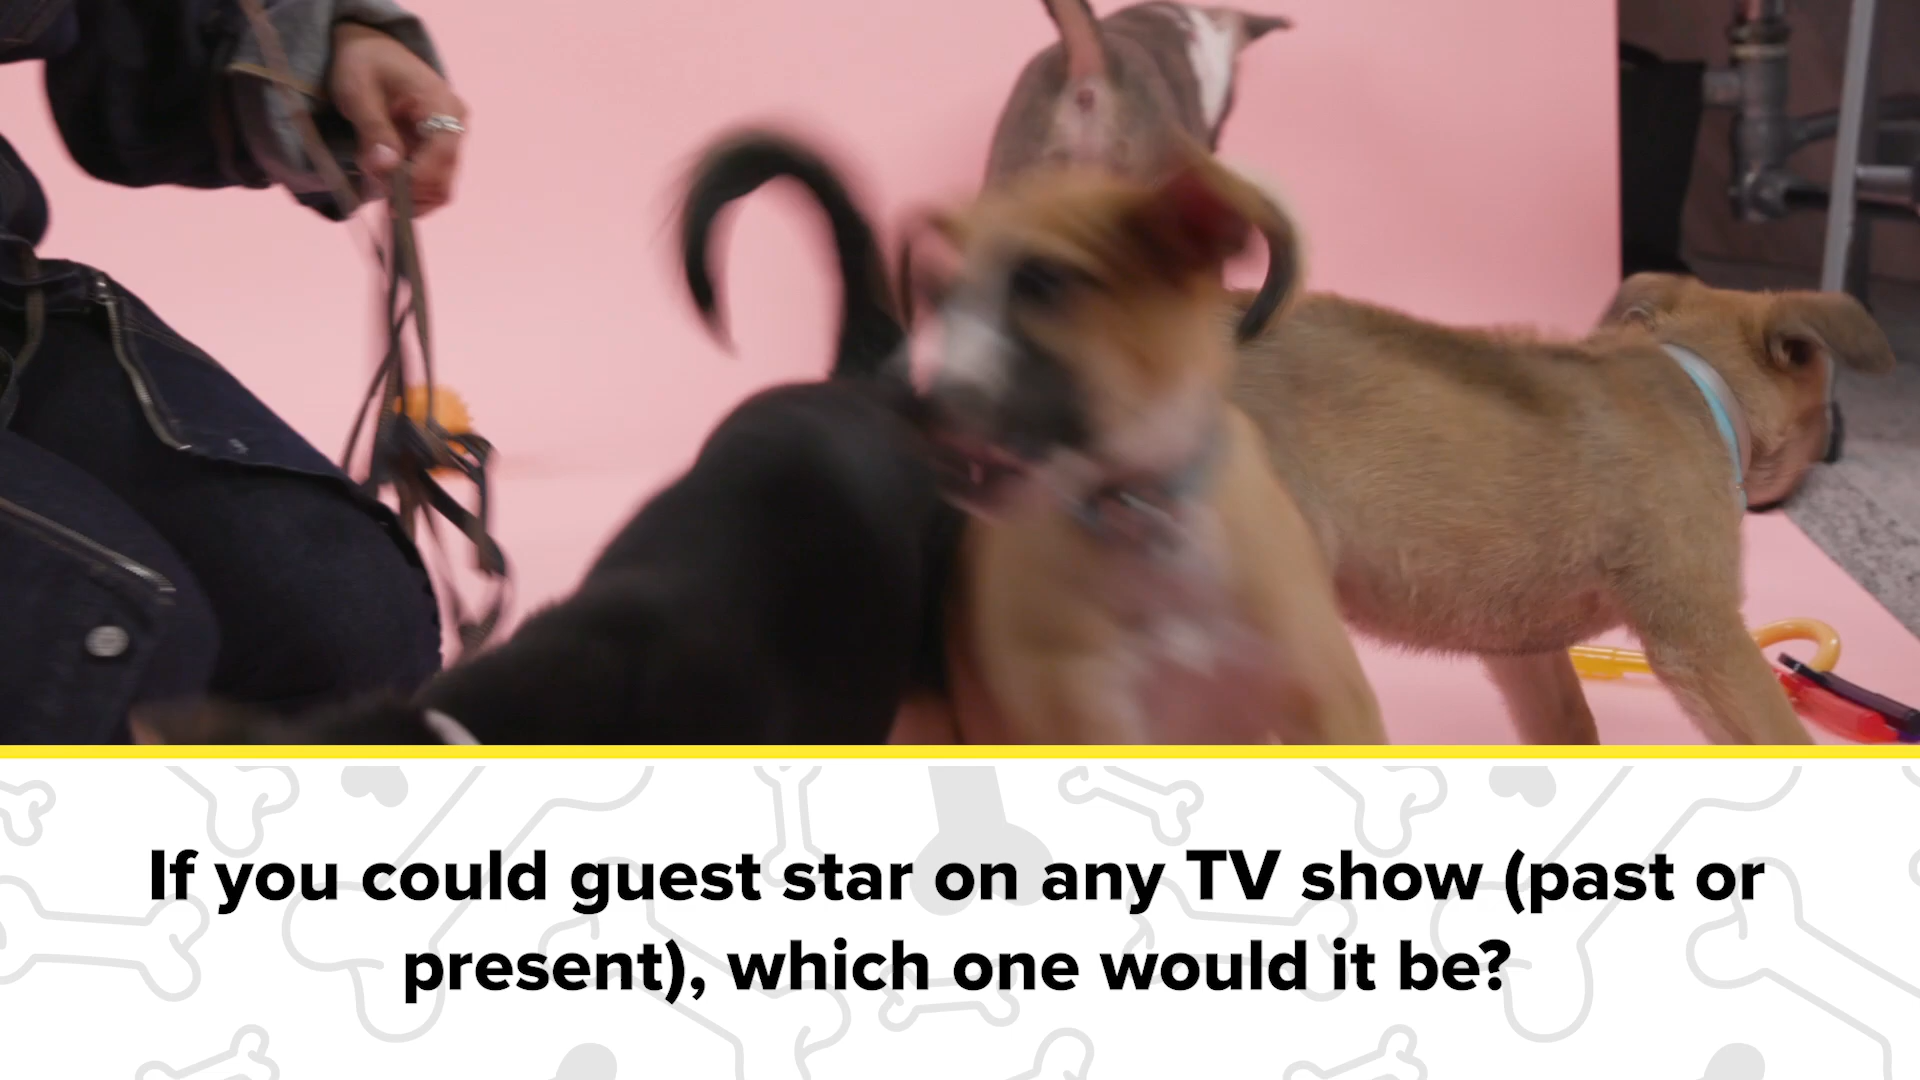 If you could guest star on any TV show (past or
present), which one would it be?